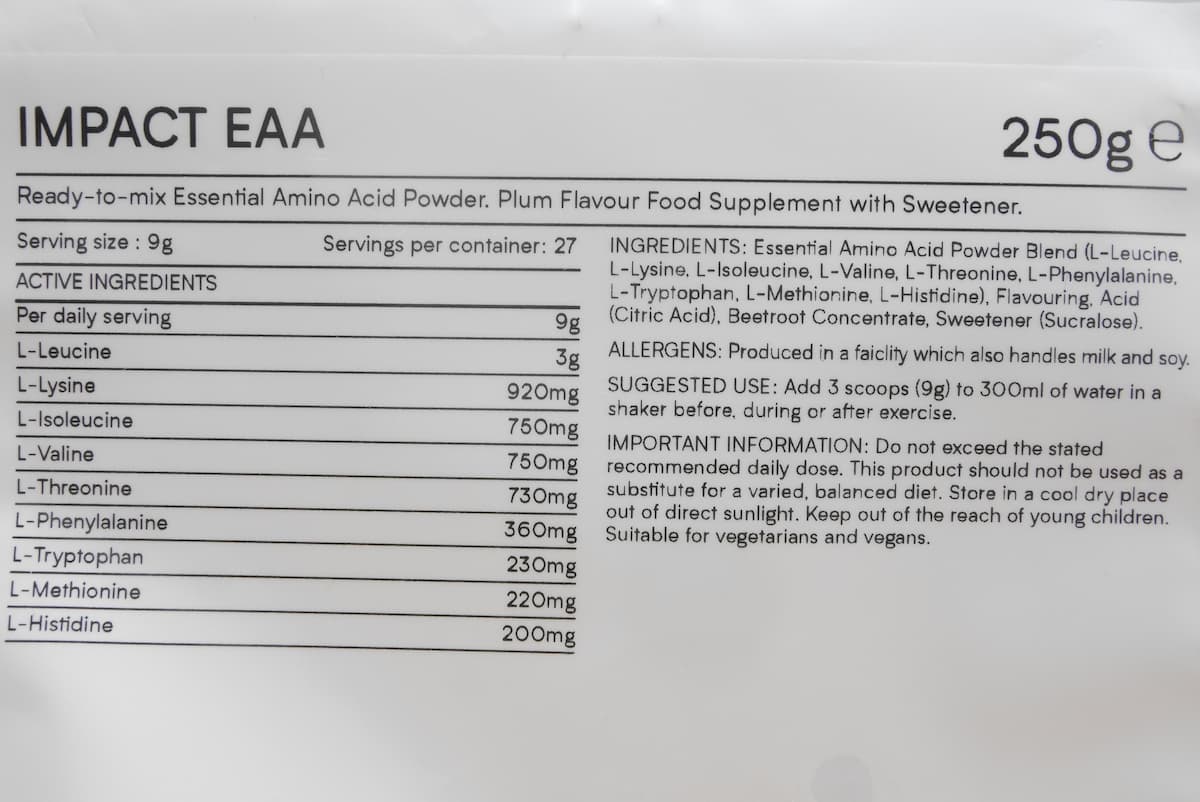 IMPACT EAA
250g e
Ready-to-mix Essential Amino Acid Powder. Plum Flavour Food Supplement with Sweetener.
Serving size : 9g Servings per container: 27
ACTIVE INGREDIENTS
Per daily serving 9g
L-Leucine 3g
L-Lysine 920mg
L-Isoleucine 750mg
L-Valine 750mg
L-Threonine 730mg
L-Phenylalanine 360mg
L-Tryptophan 230mg
L-Methionine 220mg
L-Histidine 200mg
INGREDIENTS: Essential Amino Acid Powder Blend (L-Leucine,
L-Lysine, L-Isoleucine, L-Valine, L-Threonine, L-Phenylalanine,
L-Tryptophan, L-Methionine, L-Histidine), Flavouring, Acid
(Citric Acid), Beetroot Concentrate, Sweetener (Sucralose).
ALLERGENS: Produced in a faiclity which also handles milk and soy.
SUGGESTED USE: Add 3 scoops (9g) to 300ml of water in a
shaker before, during or after exercise.
IMPORTANT INFORMATION: Do not exceed the stated
recommended daily dose. This product should not be used as a
substitute for a varied, balanced diet. Store in a cool dry place
out of direct sunlight. Keep out of the reach of young children.
Suitable for vegetarians and vegans.